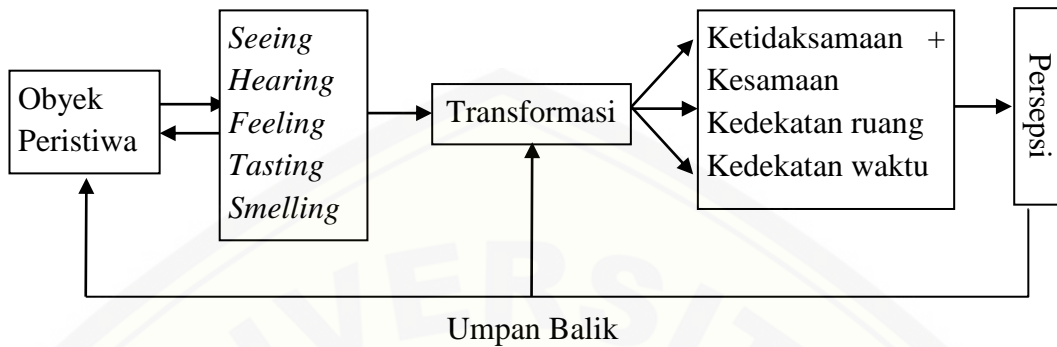 Obyek
Peristiwa
Seeing
Hearing
Feeling
Tasting
Smelling
Transformasi
Ketidaksamaan +
Kesamaan
Kedekatan ruang
Kedekatan waktu
Persepsi
Umpan Balik